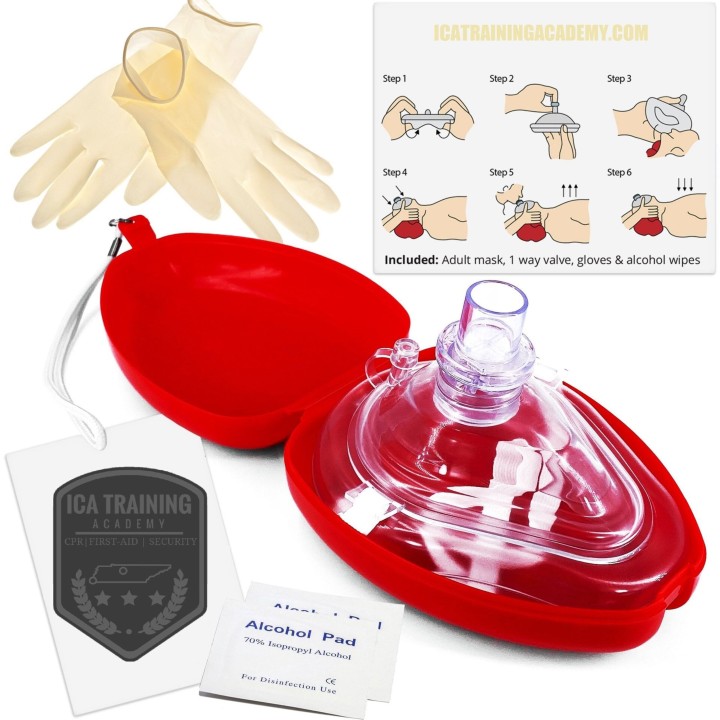 ICATRAININGACADEMY.COM
Step 1
Step 2
Step 3
Step 4
Step 5
Step 6
Included: Adult mask, 1 way valve, gloves & alcohol wipes
ICA TRAINING
ACADEMY
CPR|FIRST-AID | SECURITY
Alcohol Pad
Alcohol Pad
70% Isopropyl Alcohol
CE
For Disinfection Use